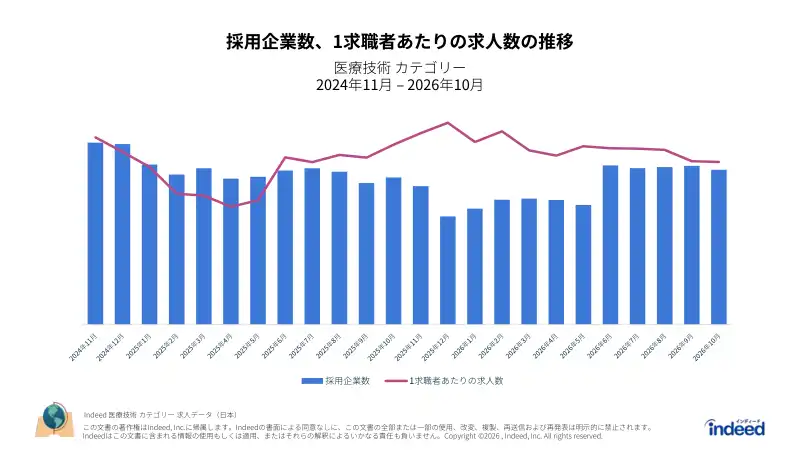 採用企業数、1求職者あたりの求人数の推移
医療技術 カテゴリー
2024年11月 – 2026年10月
2024年11月
2024年12月
2025年1月
2025年2月
2025年3月
2025年4月
2025年5月
2025年6月
2025年7月
2025年8月
2025年9月
2025年10月
2025年11月
2025年12月
2026年1月
2026年2月
2026年3月
2026年4月
2026年5月
2026年6月
2026年7月
2026年8月
2026年9月
2026年10月
採用企業数
1求職者あたりの求人数
Indeed 医療技術 カテゴリー 求人データ（日本）
この文書の著作権はIndeed, Inc.に帰属します。Indeedの書面による同意なしに、この文書の全部または一部の使用、改変、複製、再送信および再発表は明示的に禁止されます。
Indeedはこの文書に含まれる情報の使用もしくは適用、またはそれらの解釈によるいかなる責任も負いません。Copyright ©2026 , Indeed, Inc. All rights reserved.
インディード
indeed